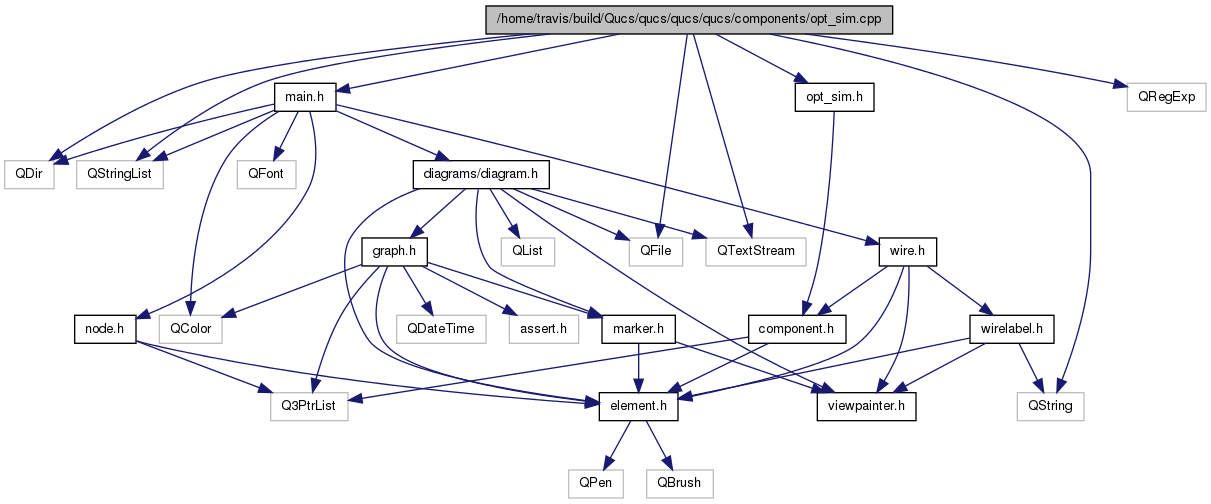 /home/travis/build/Qucs/qucs/qucs/qucs/components/opt_sim.cpp
main.h
opt_sim.h
QRegExp
QDir
QStringList
QFont
diagrams/diagram.h
graph.h
QList
QFile
QTextStream
wire.h
node.h
QColor
QDateTime
assert.h
marker.h
component.h
wirelabel.h
Q3PtrList
element.h
viewpainter.h
QString
QPen
QBrush